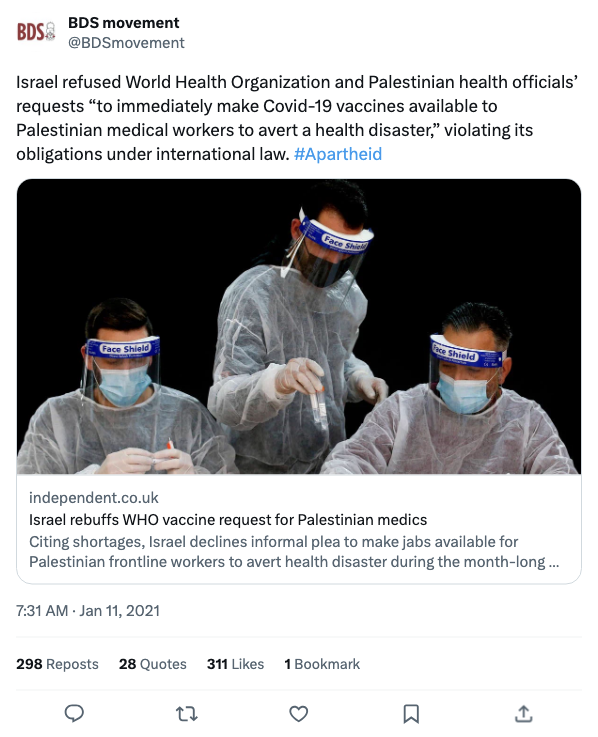 BDS
BDS movement
@BDSmovement
Israel refused World Health Organization and Palestinian health officials’
requests “to immediately make Covid-19 vaccines available to
Palestinian medical workers to avert a health disaster,” violating its
obligations under international law. #Apartheid
Face Shield
Face Shield
Face Shield
independent.co.uk
Israel rebuffs WHO vaccine request for Palestinian medics
Citing shortages, Israel declines informal plea to make jabs available for
Palestinian frontline workers to avert health disaster during the month-long ...
7:31 AM · Jan 11, 2021
298 Reposts 28 Quotes 311 Likes 1 Bookmark